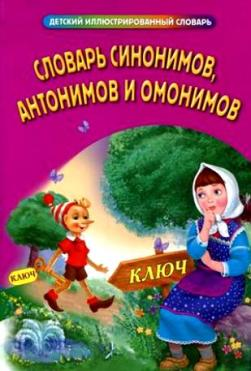 ДЕТСКИЙ ИЛЛЮСТРИРОВАННЫЙ СЛОВАРЬ
СЛОВАРЬ СИНОНИМОВ,
АНТОНИМОВ И ОМОНИМОВ
КЛЮЧ
КЛЮЧ